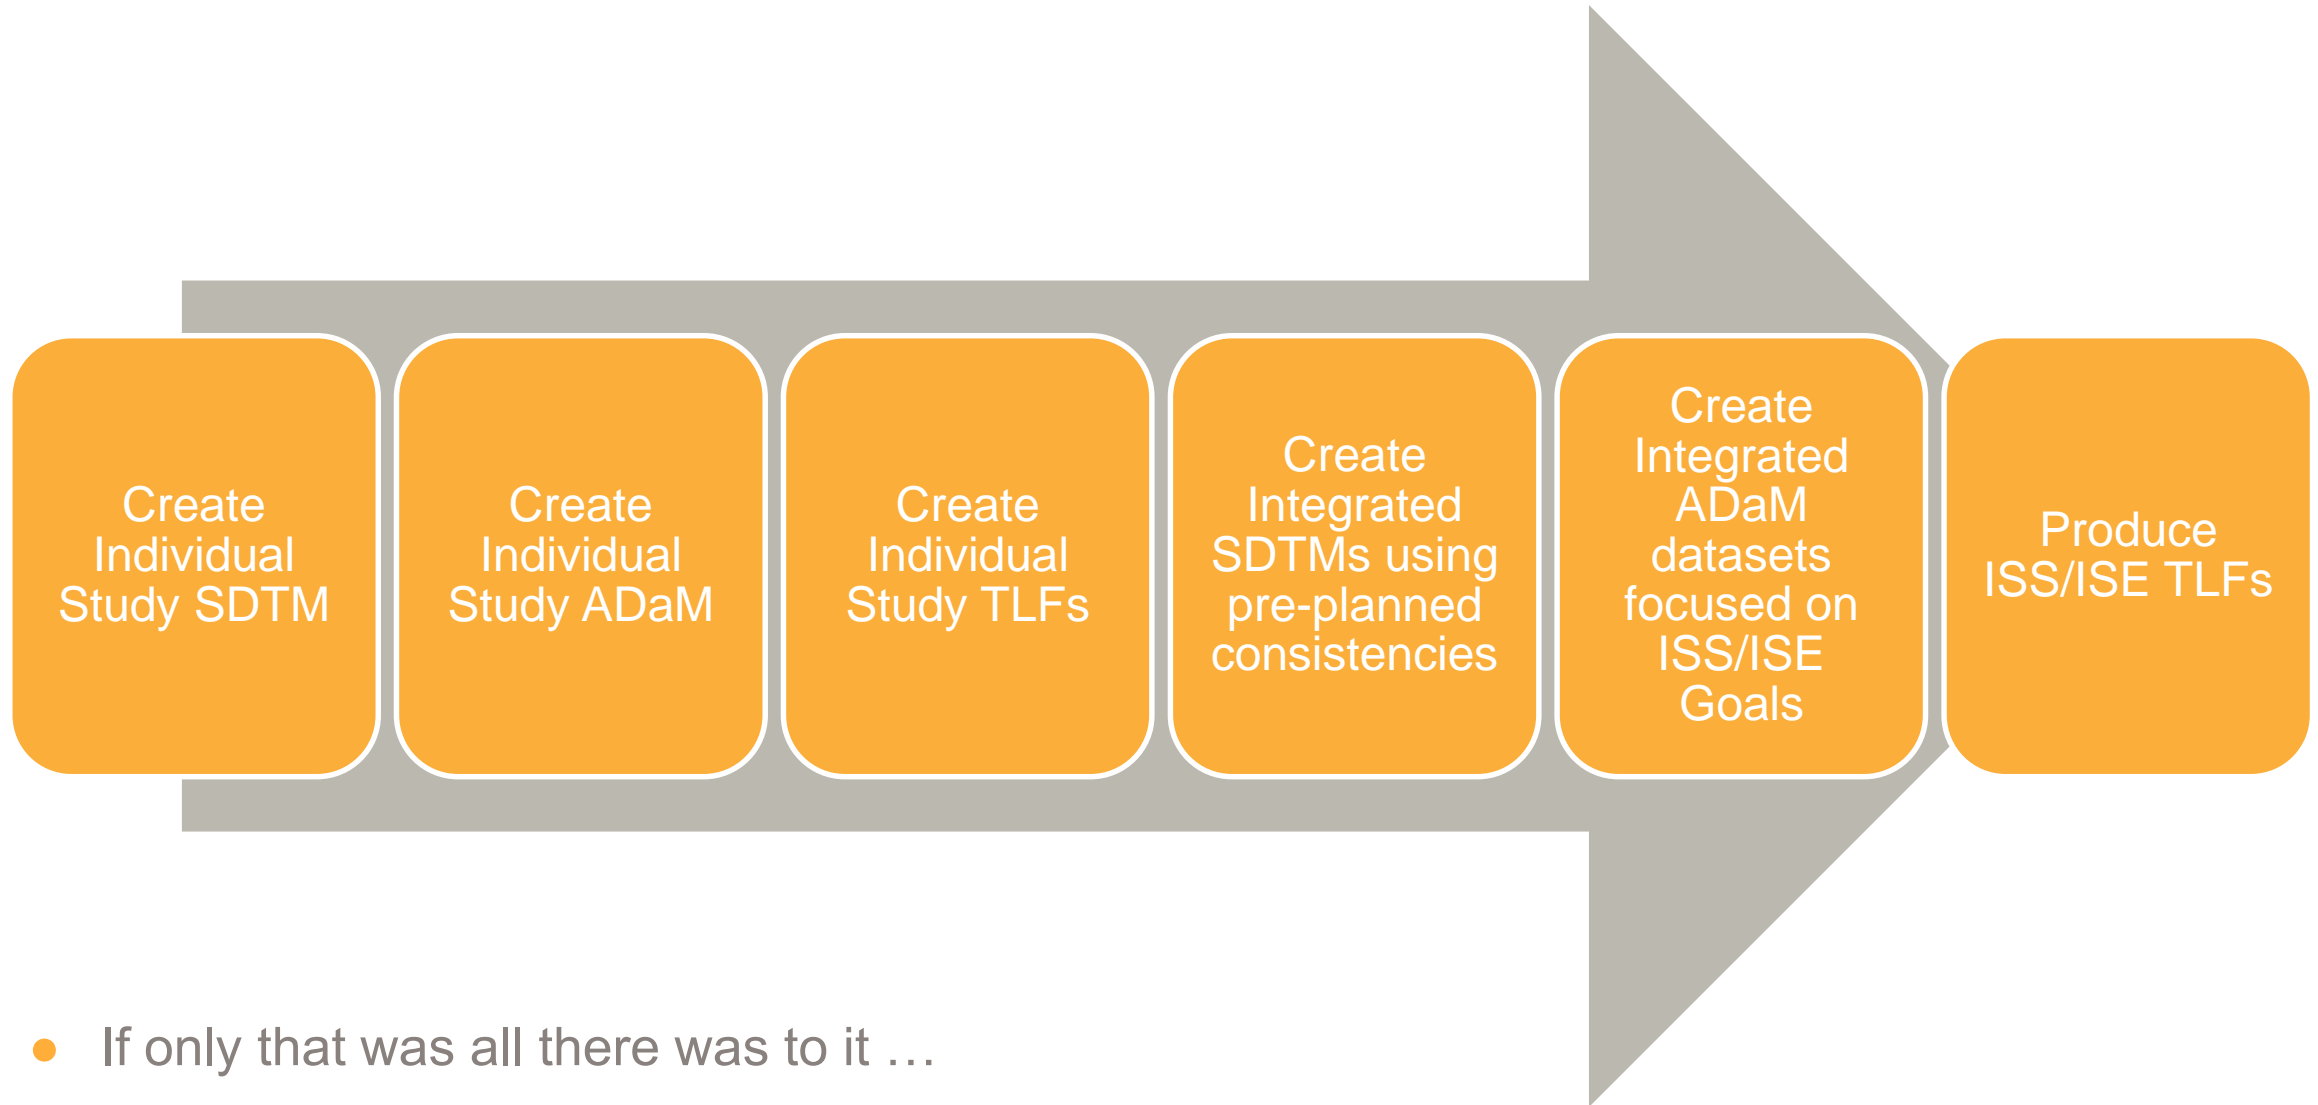 Create
Individual
Study SDTM
Create
Individual
Study ADaM
Create
Individual
Study TLFs
Create
Integrated
SDTMs using
pre-planned
consistencies
Create
Integrated
ADaM
datasets
focused on
ISS/ISE
Goals
Produce
ISS/ISE TLFs
● If only that was all there was to it …